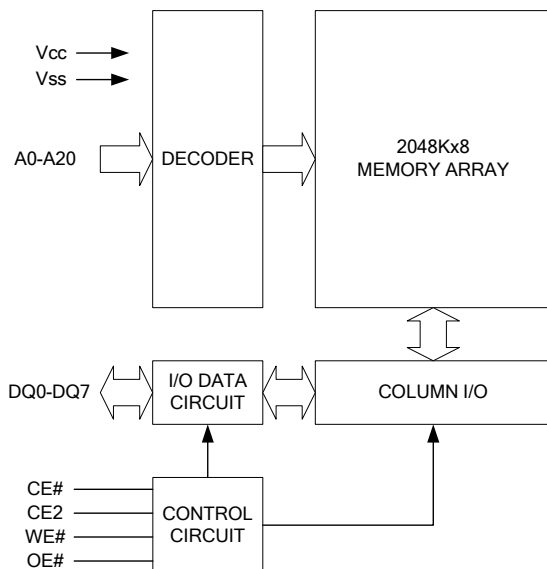 Vcc
Vss
A0-A20
DECODER
2048Kx8
MEMORY ARRAY
DQ0-DQ7
I/O DATA
CIRCUIT
COLUMN I/O
CE#
CE2
WE#
OE#
CONTROL
CIRCUIT